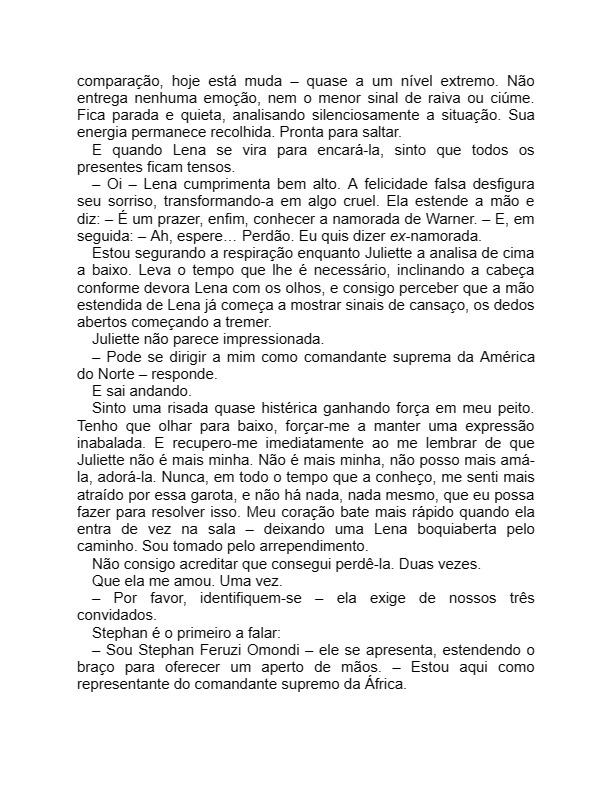 comparação, hoje está muda – quase a um nível extremo. Não
entrega nenhuma emoção, nem o menor sinal de raiva ou ciúme.
Fica parada e quieta, analisando silenciosamente a situação. Sua
energia permanece recolhida. Pronta para saltar.
E quando Lena se vira para encará-la, sinto que todos os
presentes ficam tensos.
– Oi – Lena cumprimenta bem alto. A felicidade falsa desfigura
seu sorriso, transformando-a em algo cruel. Ela estende a mão e
diz: – É um prazer, enfim, conhecer a namorada de Warner. – E, em
seguida: – Ah, espere… Perdão. Eu quis dizer ex-namorada.
Estou segurando a respiração enquanto Juliette a analisa de cima
a baixo. Leva o tempo que lhe é necessário, inclinando a cabeça
conforme devora Lena com os olhos, e consigo perceber que a mão
estendida de Lena já começa a mostrar sinais de cansaço, os dedos
abertos começando a tremer.
Juliette não parece impressionada.
– Pode se dirigir a mim como comandante suprema da América
do Norte – responde.
E sai andando.
Sinto uma risada quase histérica ganhando força em meu peito.
Tenho que olhar para baixo, forçar-me a manter uma expressão
inabalada. E recupero-me imediatamente ao me lembrar de que
Juliette não é mais minha. Não é mais minha, não posso mais amá-
la, adorá-la. Nunca, em todo o tempo que a conheço, me senti mais
atraído por essa garota, e não há nada, nada mesmo, que eu possa
fazer para resolver isso. Meu coração bate mais rápido quando ela
entra de vez na sala – deixando uma Lena boquiaberta pelo
caminho. Sou tomado pelo arrependimento.
Não consigo acreditar que consegui perdê-la. Duas vezes.
Que ela me amou. Uma vez.
– Por favor, identifiquem-se – ela exige de nossos três
convidados.
Stephan é o primeiro a falar:
– Sou Stephan Feruzi Omondi – ele se apresenta, estendendo o
braço para oferecer um aperto de mãos. – Estou aqui como
representante do comandante supremo da África.